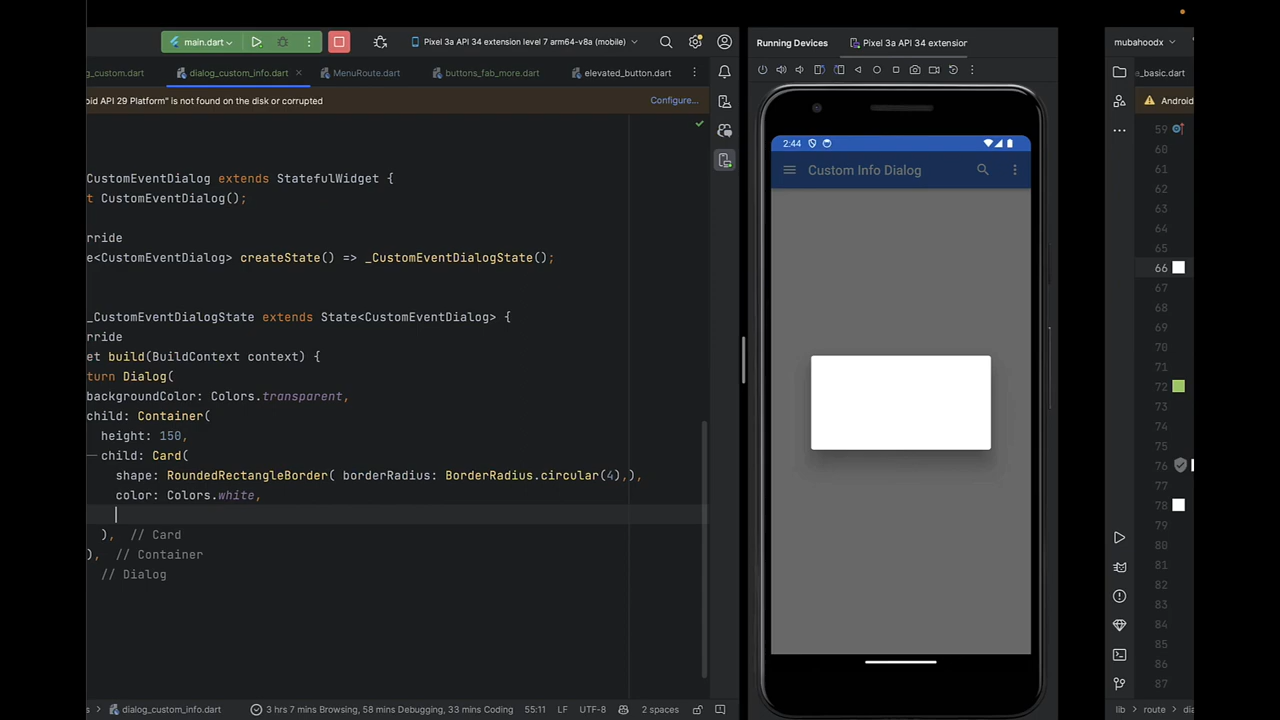 main.dart
Pixel 3a API 34 extension level 7 arm64-v8a (mobile)
Running Devices
Pixel 3a API 34 extensior
mubahoodx
g_custom.dart
dialog_custom_info.dart
MenuRoute.dart
buttons_fab_more.dart
elevated_button.dart
e_basic.dart
oid API 29 Platform" is not found on the disk or corrupted
Configure...
Android
CustomEventDialog extends StatefulWidget {
t CustomEventDialog();
rride
e<CustomEventDialog> createState() => _CustomEventDialogState();
_CustomEventDialogState extends State<CustomEventDialog> {
rride
et build(BuildContext context) {
turn Dialog(
backgroundColor: Colors.transparent,
child: Container(
height: 150,
child: Card(
shape: RoundedRectangleBorder( borderRadius: BorderRadius.circular(4),),
color: Colors.white,
), // Card
), // Container
// Dialog
2:44
Custom Info Dialog
59
60
61
62
63
64
65
66
67
68
69
70
71
72
73
74
75
76
77
78
79
80
81
82
83
84
85
86
87
s
dialog_custom_info.dart
3 hrs 7 mins Browsing, 58 mins Debugging, 33 mins Coding
55:11
LF
UTF-8
2 spaces
lib
route
dia